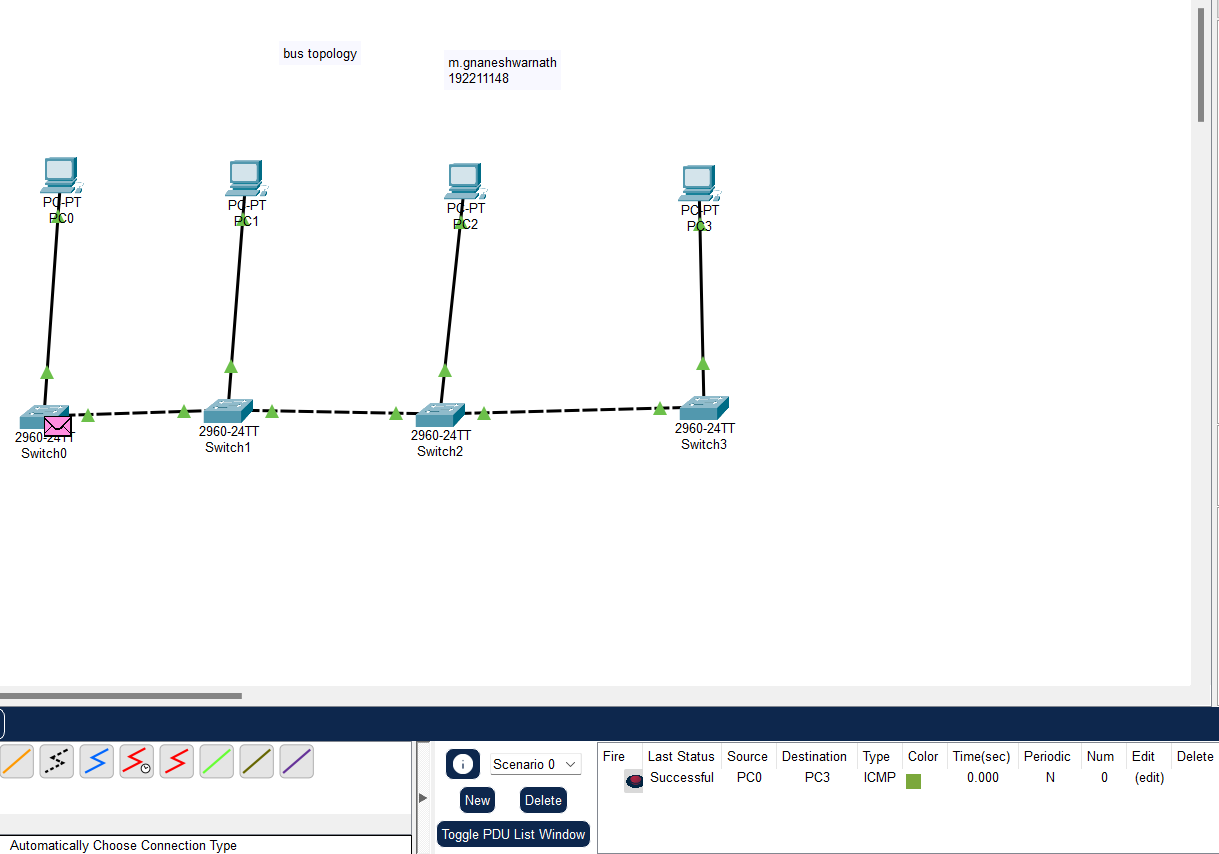 bus topology
m.gnaneshwarnath
192211148
PC-PT
PC0
PC-PT
PC1
PC-PT
PC2
PC-PT
PC3
2960-24TT
Switch0
2960-24TT
Switch1
2960-24TT
Switch2
2960-24TT
Switch3
Scenario 0
New
Delete
Toggle PDU List Window
Fire Last Status Source Destination Type Color Time(sec) Periodic Num Edit Delete
Successful PC0 PC3 ICMP 0.000 N 0 (edit)
Automatically Choose Connection Type